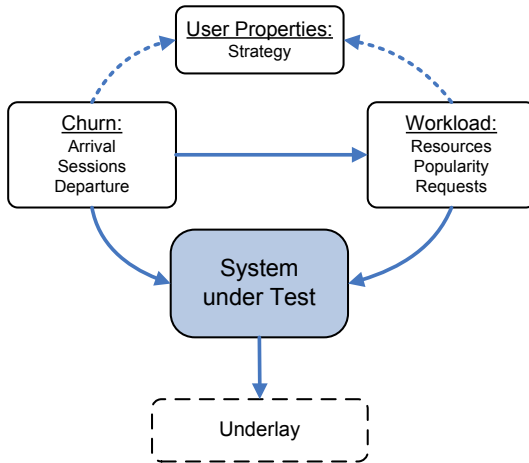 User Properties:
Strategy
Churn:
Arrival
Sessions
Departure
Workload:
Resources
Popularity
Requests
System
under Test
Underlay